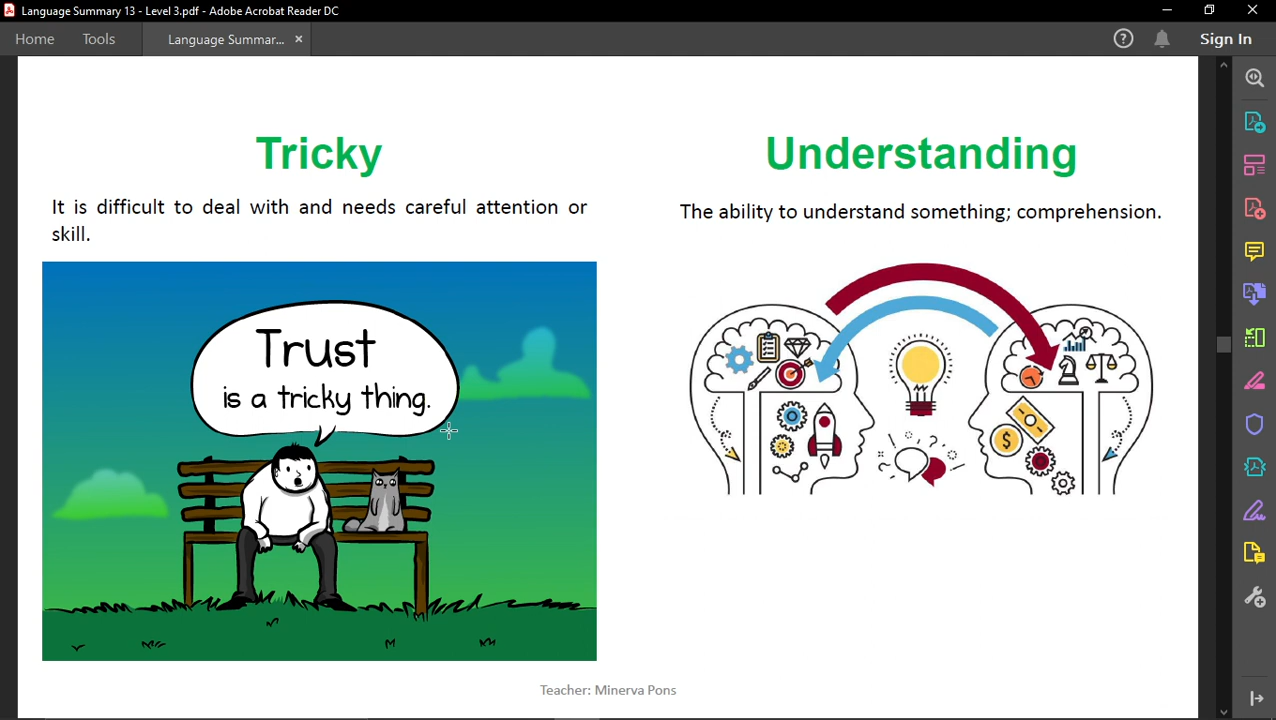 Language Summary 13 - Level 3.pdf - Adobe Acrobat Reader DC
Home
Tools
Language Summar...
Sign In
Tricky
It is difficult to deal with and needs careful attention or
skill.
Trust
is a tricky thing.
Understanding
The ability to understand something; comprehension.
Teacher: Minerva Pons